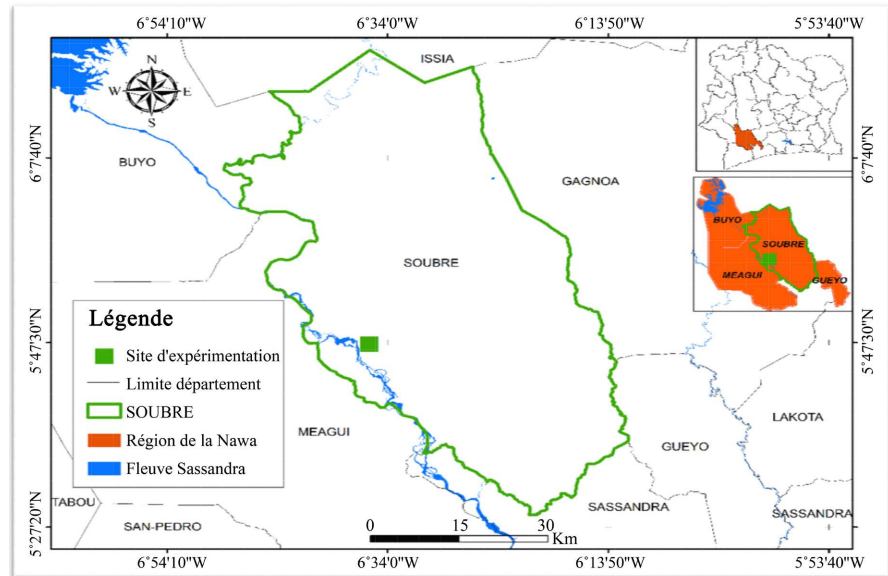 6°54'10"W 6°34'0"W 6°13'50"W 5°53'40"W
ISSIA
N
W E
S
BUYO
6°7'40"N
6°7'40"N
GAGNOA
BUYO
SOUBRE
MEAGUI
GUEYO
SOUBRE
Légende
Site d'expérimentation
Limite département
SOUBRE
Région de la Nawa
Fleuve Sassandra
5°47'30"N
5°47'30"N
MEAGUI
LAKOTA
GUEYO
TABOU
SAN-PEDRO
SASSANDRA
SASSANDRA
5°27'20"N
5°27'20"N
0 15 30
Km
6°54'10"W 6°34'0"W 6°13'50"W 5°53'40"W